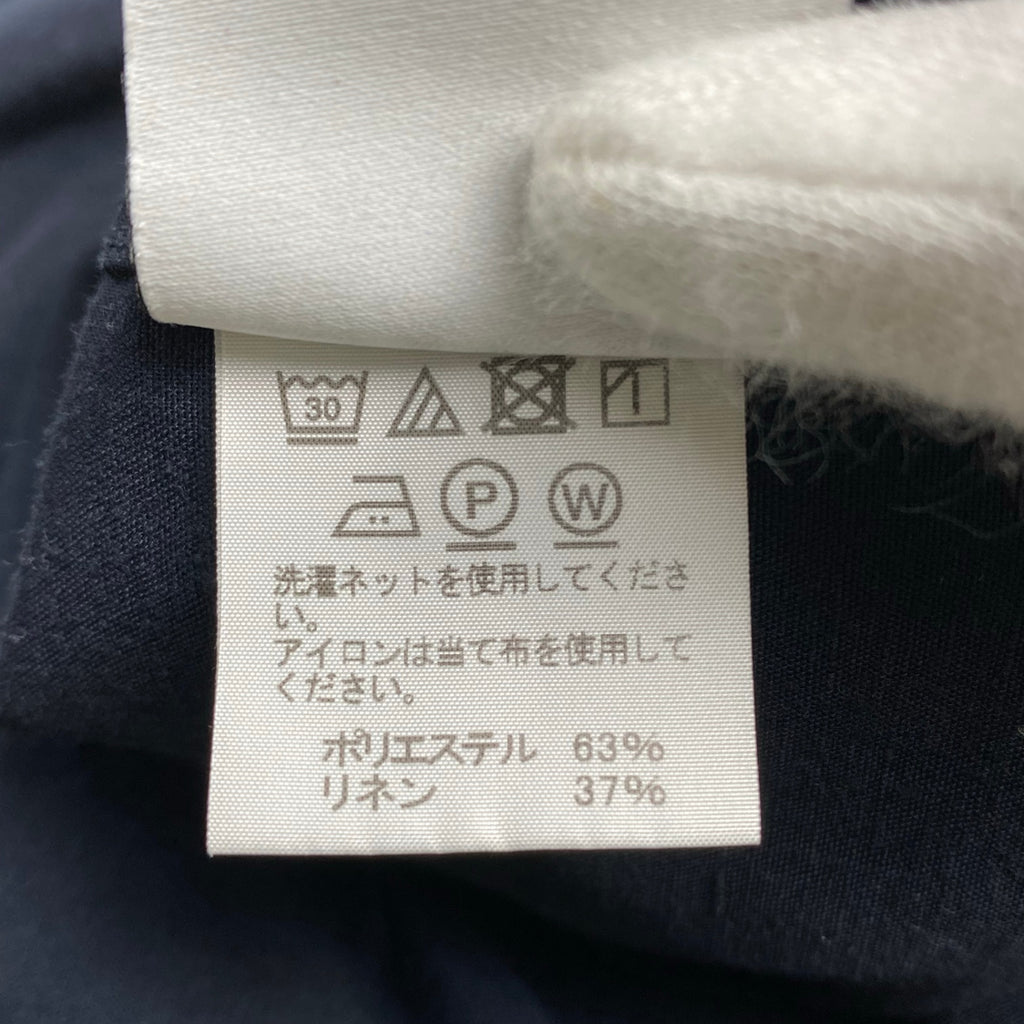 30
P W
洗濯ネットを使用してくださ
い。
アイロンは当て布を使用して
ください。
ポリエステル 63%
リネン 37%